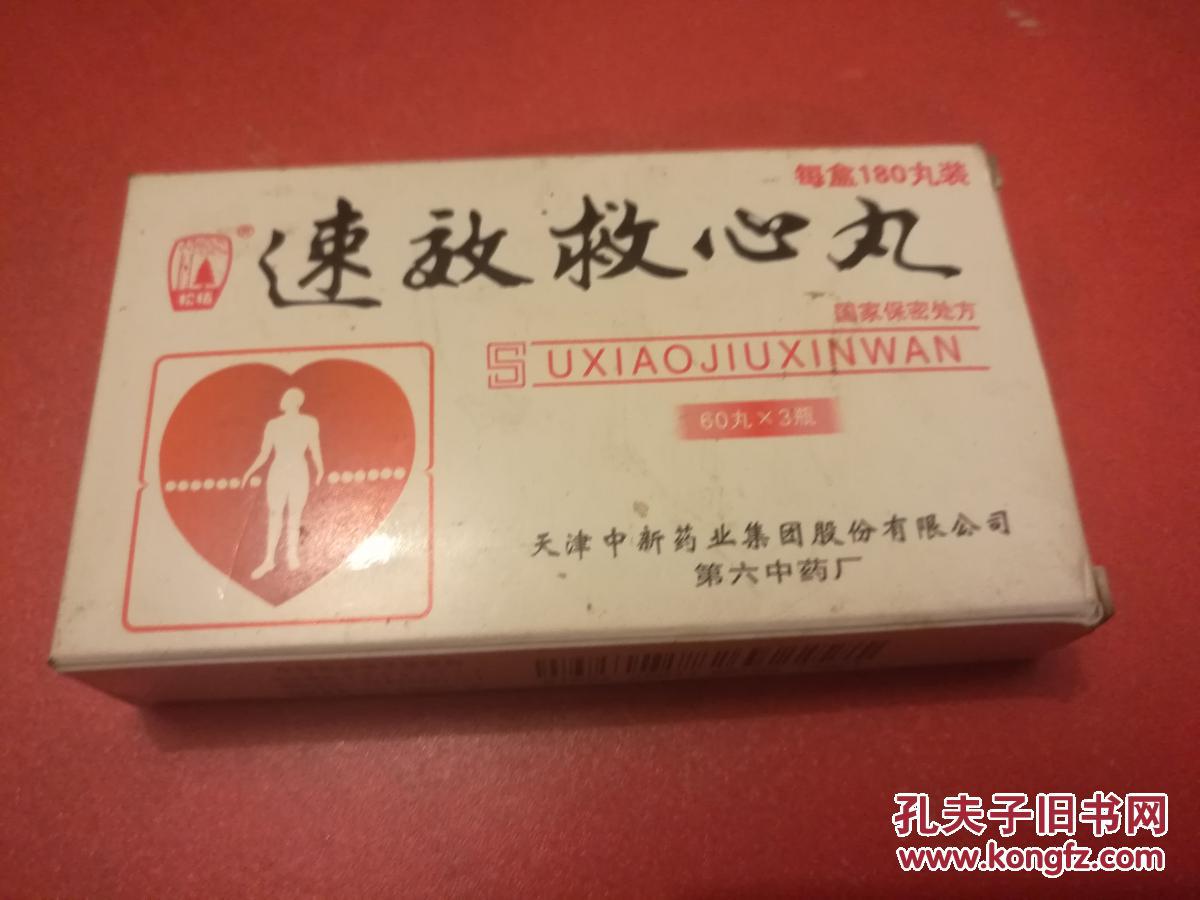 每盒180丸装
松栢
®
速效救心丸
国家保密处方
SUXIAOJIUXINWAN
60丸×3瓶
天津中新药业集团股份有限公司
第六中药厂
孔夫子旧书网
www.kongfz.com